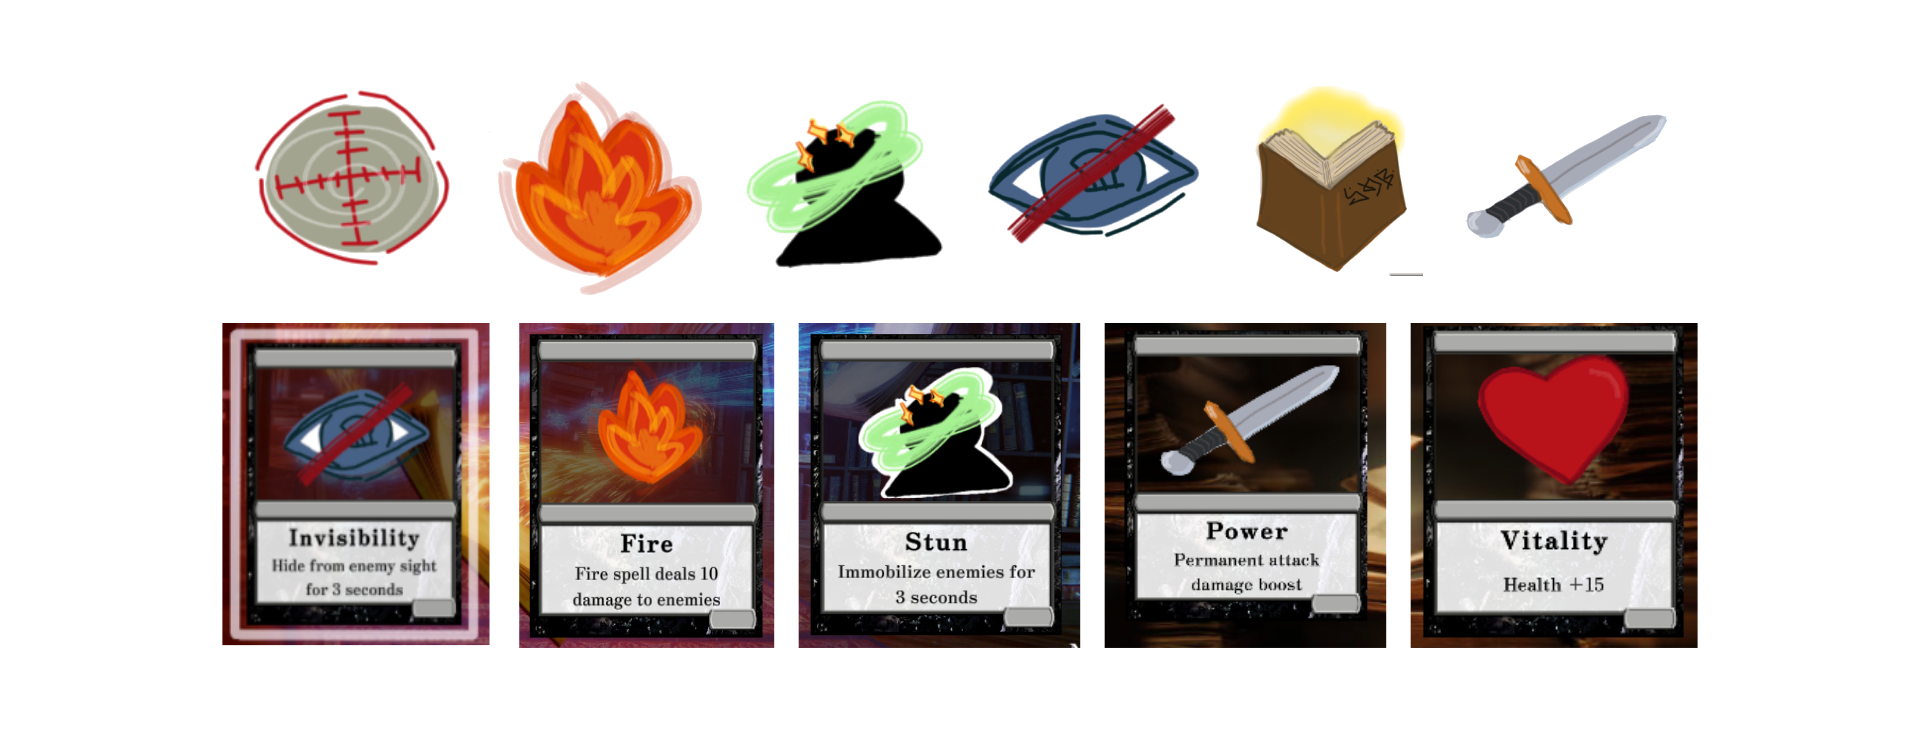 Invisibility
Hide from enemy sight
for 3 seconds
Fire
Fire spell deals 10
damage to enemies
Stun
Immobilize enemies for
3 seconds
Power
Permanent attack
damage boost
Vitality
Health +15